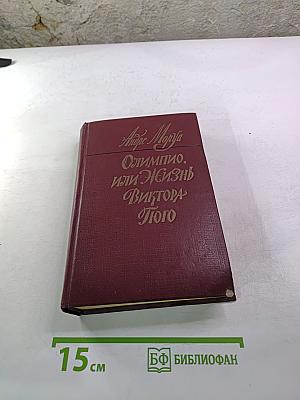 Андре Моруа
Олимпио,
или Жизнь
Виктора
Гюго
15 см
БФ БИБЛИОФАН